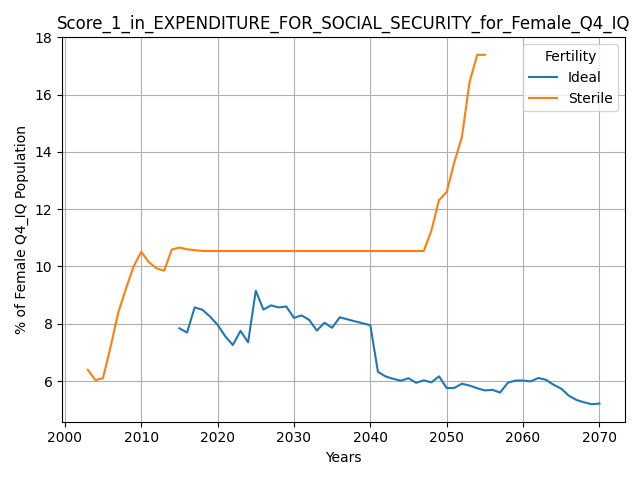 Score_1_in_EXPENDITURE_FOR_SOCIAL_SECURITY_for_Female_Q4_IQ
18
16
14
12
10
8
6
% of Female Q4_IQ Population
Fertility
Ideal
Sterile
2000 2010 2020 2030 2040 2050 2060 2070
Years